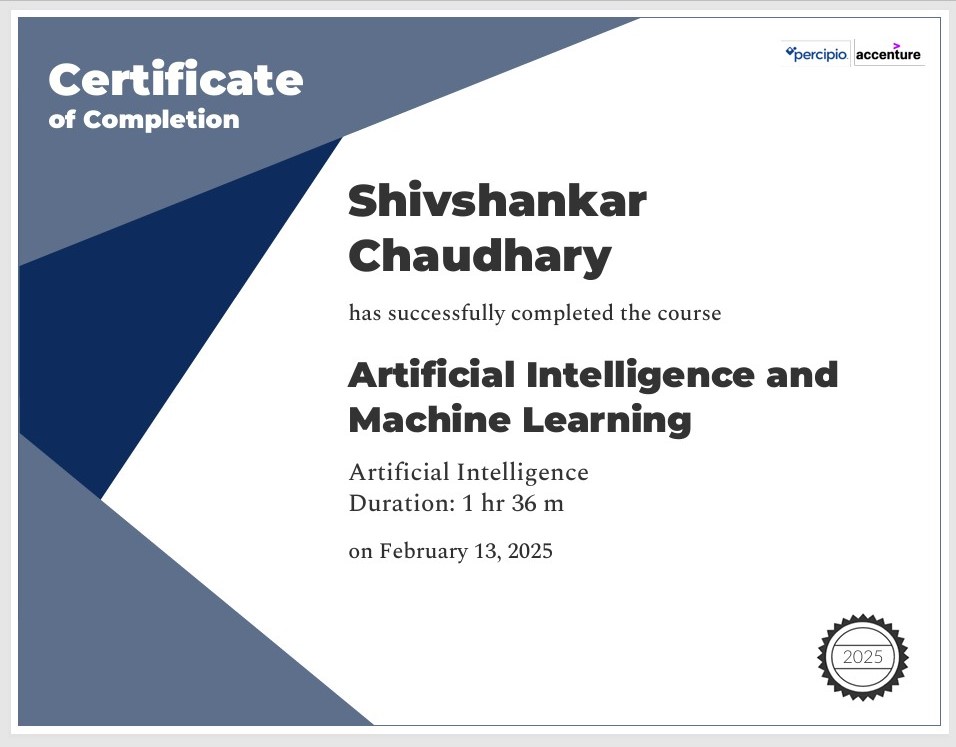 Certificate
of Completion
percipio.
accenture
Shivshankar
Chaudhary
has successfully completed the course
Artificial Intelligence and
Machine Learning
Artificial Intelligence
Duration: 1 hr 36 m
on February 13, 2025
2025